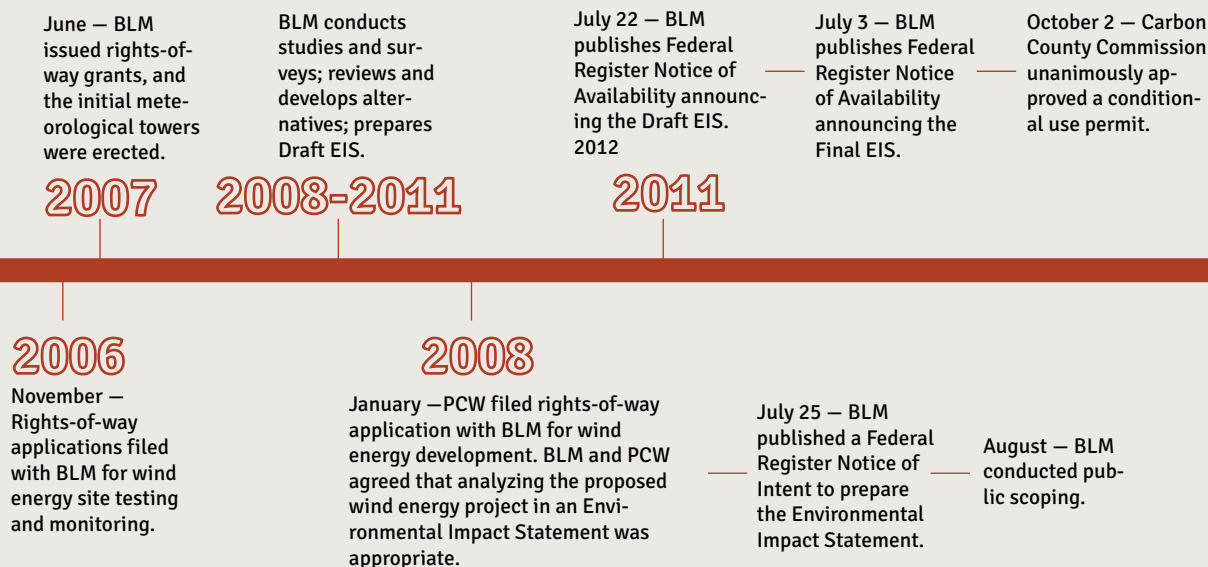 June — BLM
issued rights-of-
way grants, and
the initial mete-
orological towers
were erected.
2007
BLM conducts
studies and sur-
veys; reviews and
develops alter-
natives; prepares
Draft EIS.
2008-2011
July 22 — BLM
publishes Federal
Register Notice of
Availability announc-
ing the Draft EIS.
2012
2011
July 3 — BLM
publishes Federal
Register Notice
of Availability
announcing the
Final EIS.
October 2 — Carbon
County Commission
unanimously ap-
proved a condition-
al use permit.
2006
November —
Rights-of-way
applications filed
with BLM for wind
energy site testing
and monitoring.
2008
January —PCW filed rights-of-way
application with BLM for wind
energy development. BLM and PCW
agreed that analyzing the proposed
wind energy project in an Envi-
ronmental Impact Statement was
appropriate.
July 25 — BLM
published a Federal
Register Notice of
Intent to prepare
the Environmental
Impact Statement.
August — BLM
conducted pub-
lic scoping.